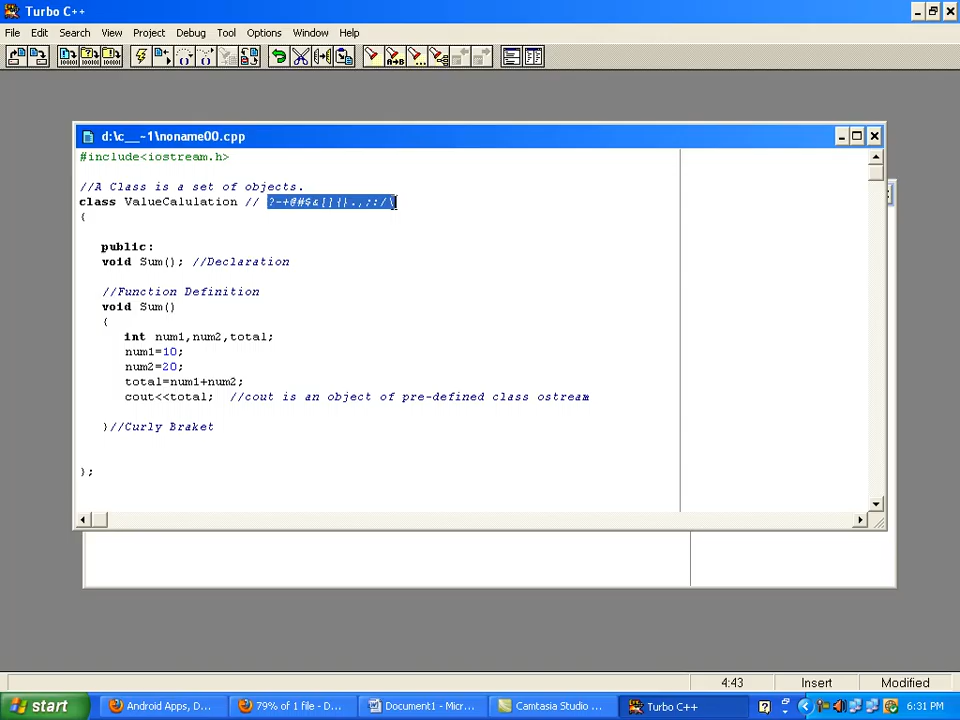 Turbo C++
File Edit Search View Project Debug Tool Options Window Help
d:\c__-1\noname00.cpp
#include<iostream.h>
//A Class is a set of objects.
class ValueCalulation // ?-+@#$&[]{}.,;:/\
{
public:
void Sum(); //Declaration
//Function Definition
void Sum()
{
int num1,num2,total;
num1=10;
num2=20;
total=num1+num2;
cout<<total; //cout is an object of pre-defined class ostream
}//Curly Braket
};
4:43 Insert Modified
start Android Apps, D... 79% of 1 file - D... Document1 - Micr... Camtasia Studio ... Turbo C++ 6:31 PM